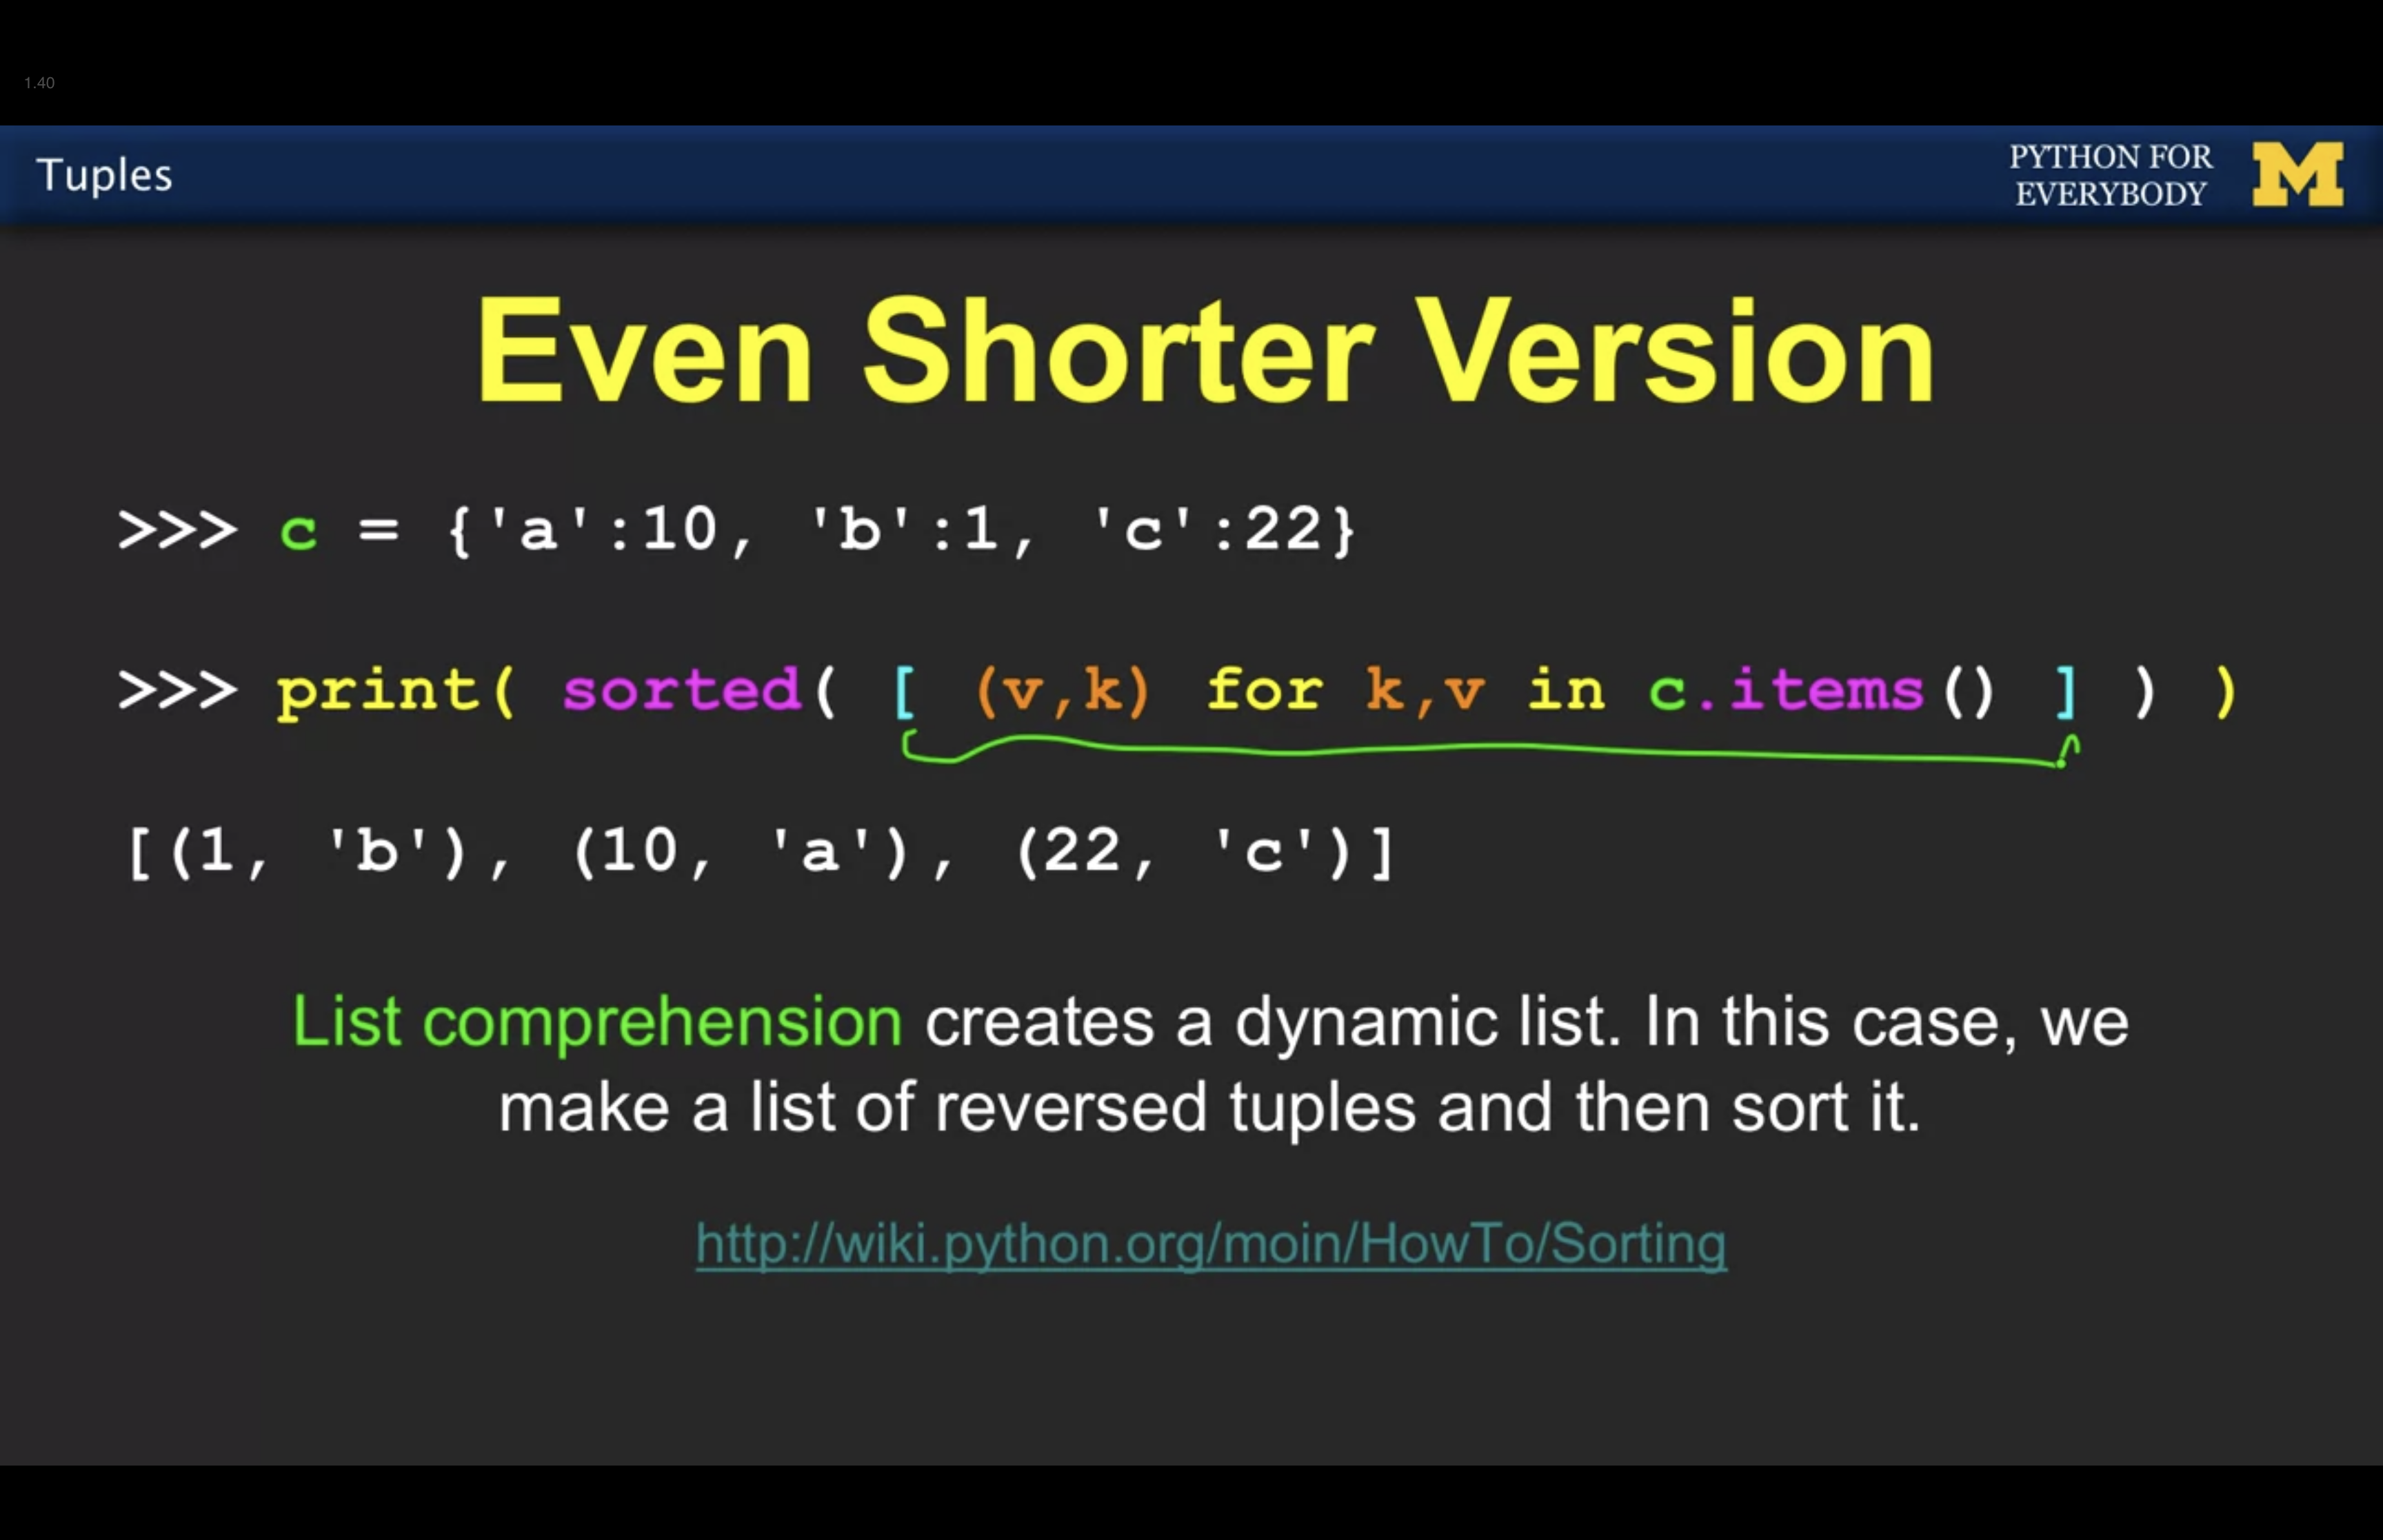 1.40
Tuples
PYTHON FOR
EVERYBODY
M
Even Shorter Version
>>> c = {'a':10, 'b':1, 'c':22}
>>> print( sorted( [ (v,k) for k,v in c.items() ] ) )
[(1, 'b'), (10, 'a'), (22, 'c')]
List comprehension creates a dynamic list. In this case, we
make a list of reversed tuples and then sort it.
http://wiki.python.org/moin/HowTo/Sorting